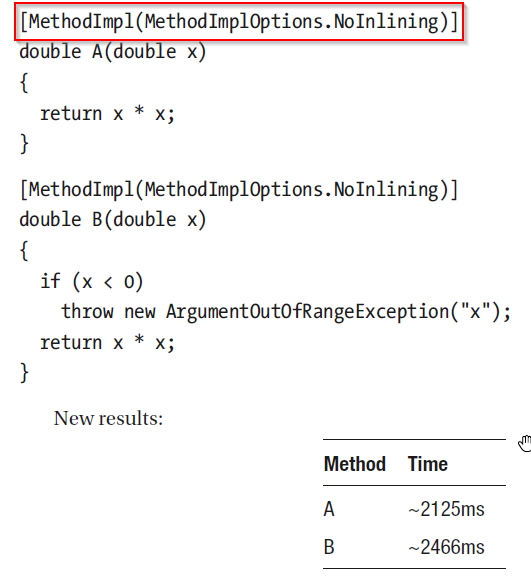 [MethodImpl(MethodImplOptions.NoInlining)]
double A(double x)
{
  return x * x;
}
[MethodImpl(MethodImplOptions.NoInlining)]
double B(double x)
{
  if (x < 0)
    throw new ArgumentOutOfRangeException("x");
  return x * x;
}
New results:
Method Time
A ~2125ms
B ~2466ms